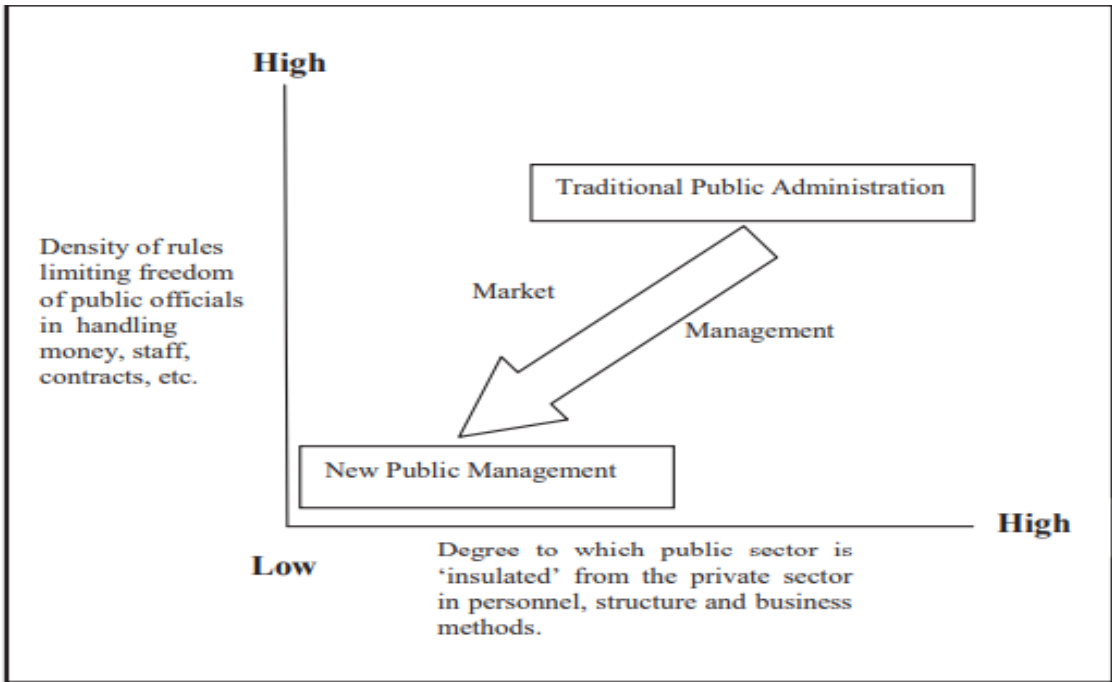 High
Traditional Public Administration
Density of rules
limiting freedom
of public officials
in handling
money, staff,
contracts, etc.
Market
Management
New Public Management
High
Low
Degree to which public sector is
‘insulated’ from the private sector
in personnel, structure and business
methods.